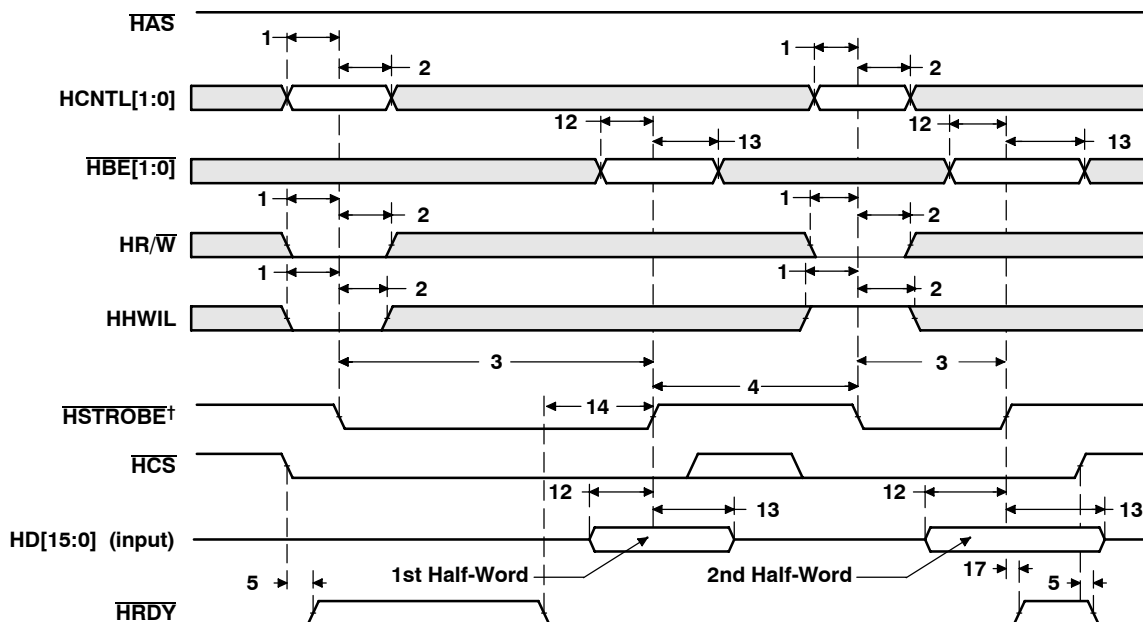 HAS
1
1
2
2
HCNTL[1:0]
12
13
12
13
HBE[1:0]
1
2
1
2
HR/W
1
2
1
2
HHWIL
3
3
4
14
HSTROBE†
HCS
12
13
12
13
HD[15:0] (input)
1st Half-Word
2nd Half-Word
5
17
5
HRDY